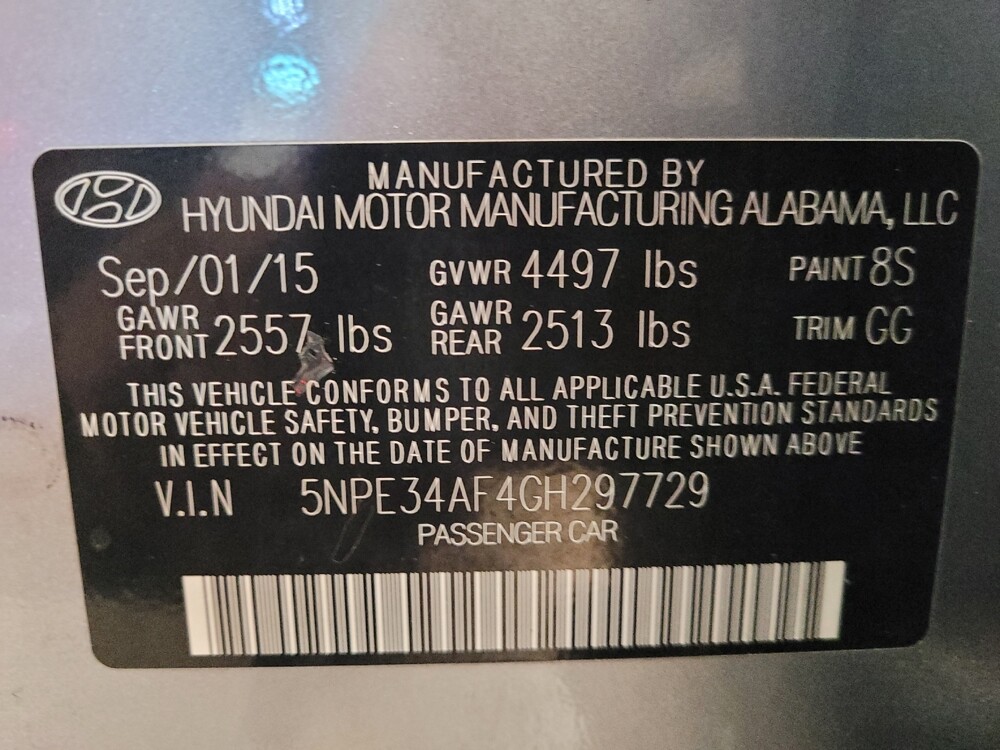 MANUFACTURED BY
HYUNDAI MOTOR MANUFACTURING ALABAMA, LLC
Sep/01/15 GVWR 4497 lbs PAINT 8S
GAWR FRONT 2557 lbs GAWR REAR 2513 lbs TRIM GG
THIS VEHICLE CONFORMS TO ALL APPLICABLE U.S.A. FEDERAL
MOTOR VEHICLE SAFETY, BUMPER, AND THEFT PREVENTION STANDARDS
IN EFFECT ON THE DATE OF MANUFACTURE SHOWN ABOVE
V.I.N 5NPE34AF4GH297729
PASSENGER CAR